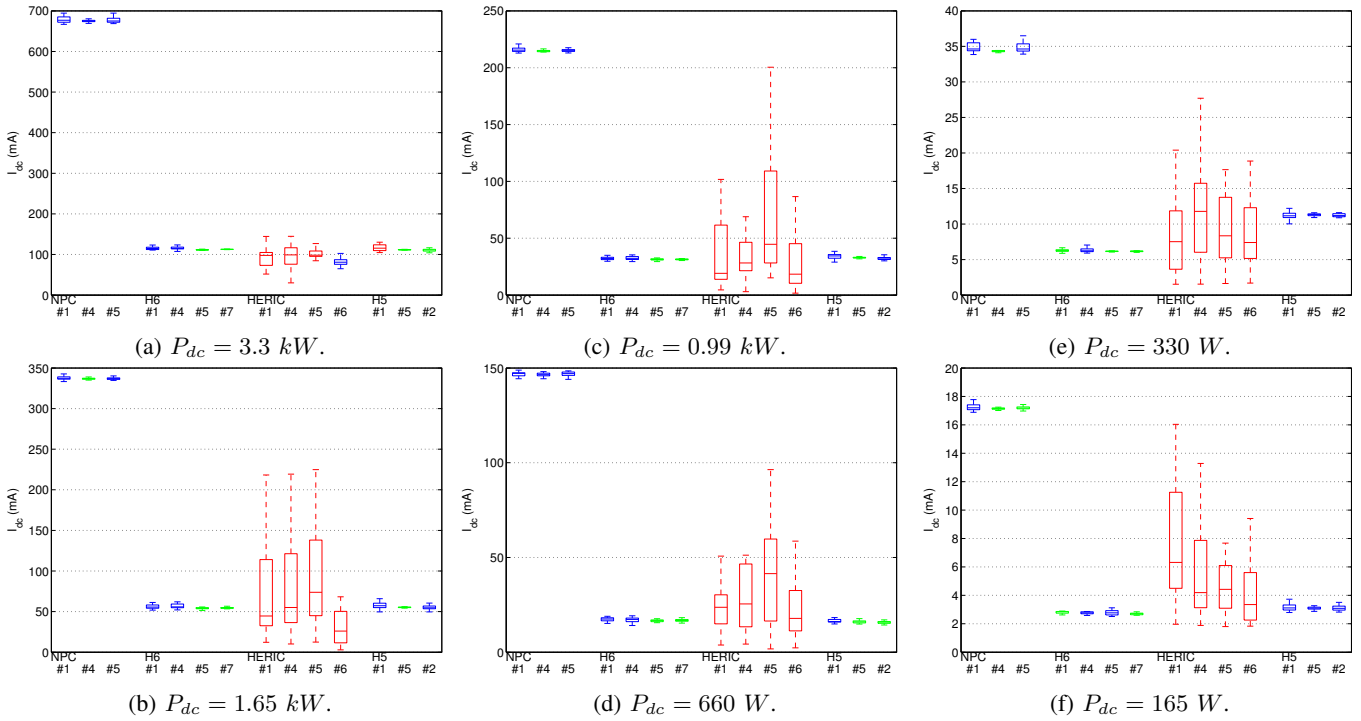 700
600
500
400
300
200
100
0
I_dc (mA)
NPC H6 HERIC H5
#1 #4 #5 #1 #4 #5 #7 #1 #4 #5 #6 #1 #5 #2
(a) P_dc = 3.3 kW.
250
200
150
100
50
0
I_dc (mA)
NPC H6 HERIC H5
#1 #4 #5 #1 #4 #5 #7 #1 #4 #5 #6 #1 #5 #2
(c) P_dc = 0.99 kW.
40
35
30
25
20
15
10
5
0
I_dc (mA)
NPC H6 HERIC H5
#1 #4 #5 #1 #4 #5 #7 #1 #4 #5 #6 #1 #5 #2
(e) P_dc = 330 W.
350
300
250
200
150
100
50
0
I_dc (mA)
NPC H6 HERIC H5
#1 #4 #5 #1 #4 #5 #7 #1 #4 #5 #6 #1 #5 #2
(b) P_dc = 1.65 kW.
150
100
50
0
I_dc (mA)
NPC H6 HERIC H5
#1 #4 #5 #1 #4 #5 #7 #1 #4 #5 #6 #1 #5 #2
(d) P_dc = 660 W.
20
18
16
14
12
10
8
6
4
2
0
I_dc (mA)
NPC H6 HERIC H5
#1 #4 #5 #1 #4 #5 #7 #1 #4 #5 #6 #1 #5 #2
(f) P_dc = 165 W.